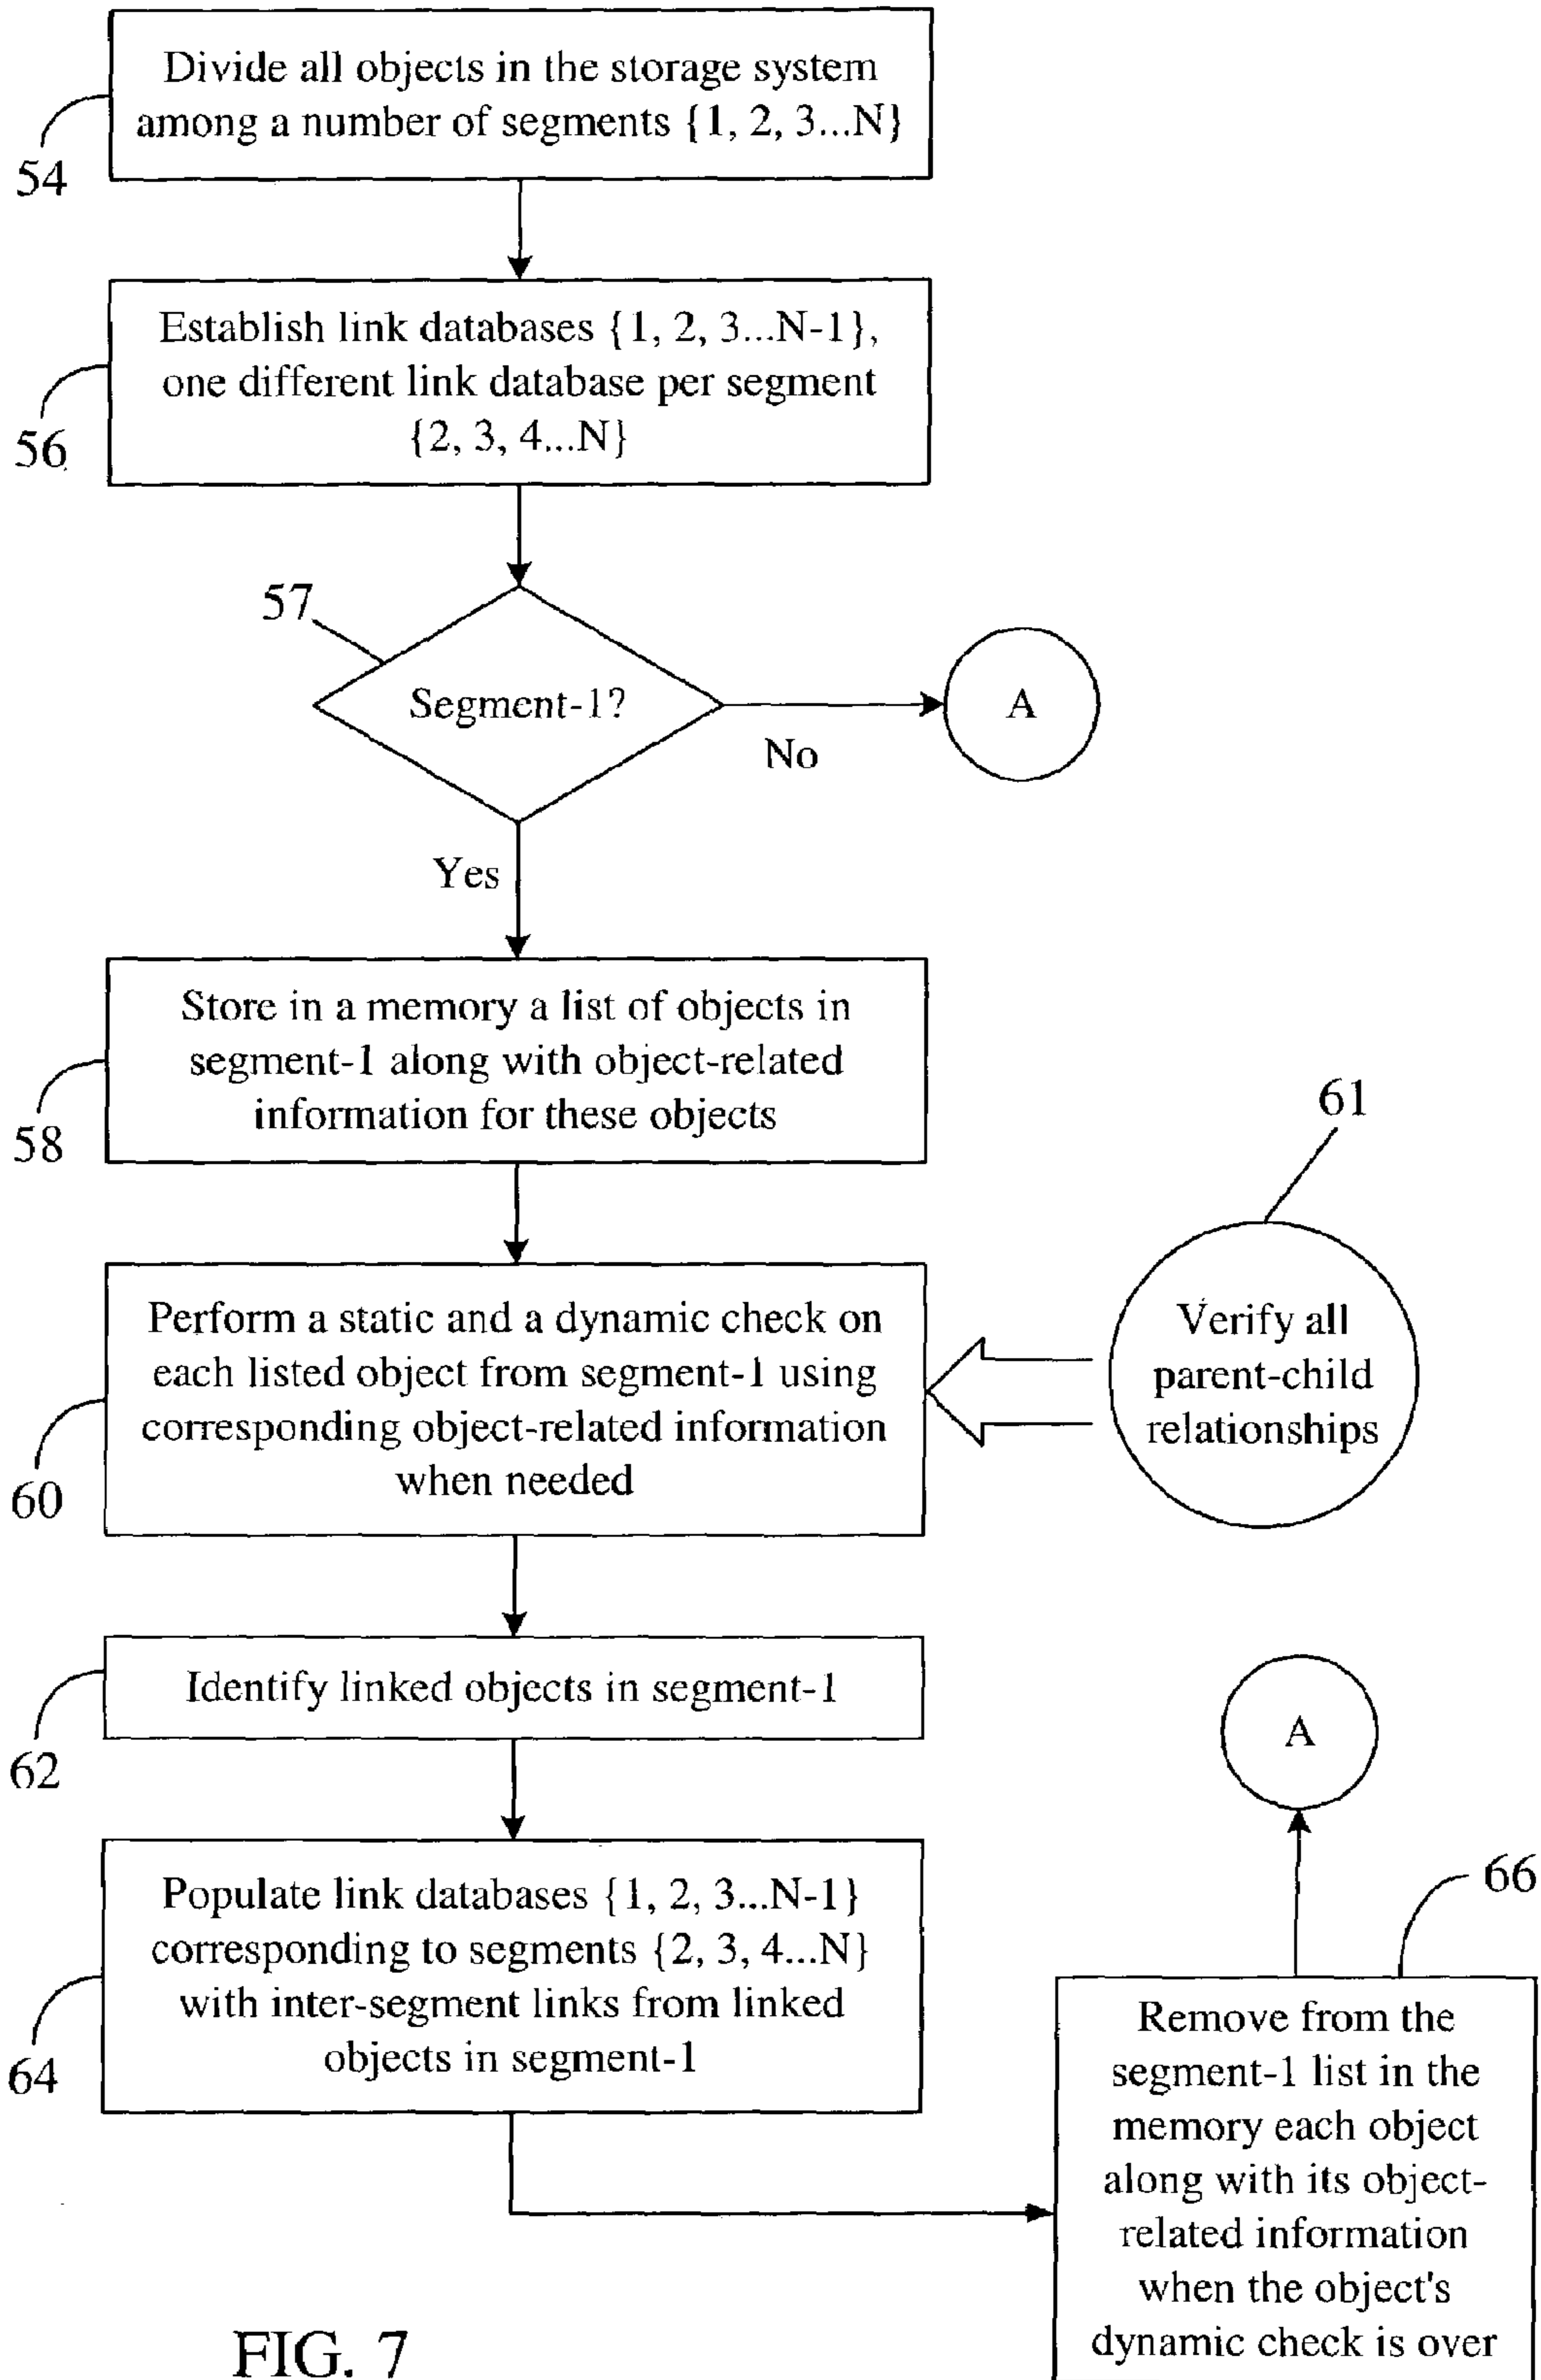 Divide all objects in the storage system
among a number of segments {1, 2, 3...N}
54
Establish link databases {1, 2, 3...N-1},
one different link database per segment
{2, 3, 4...N}
56
57
Segment-1?
No
A
Yes
Store in a memory a list of objects in
segment-1 along with object-related
information for these objects
58
61
Verify all
parent-child
relationships
Perform a static and a dynamic check on
each listed object from segment-1 using
corresponding object-related information
when needed
60
Identify linked objects in segment-1
62
A
Populate link databases {1, 2, 3...N-1}
corresponding to segments {2, 3, 4...N}
with inter-segment links from linked
objects in segment-1
64
66
Remove from the
segment-1 list in the
memory each object
along with its object-
related information
when the object's
dynamic check is over
FIG. 7